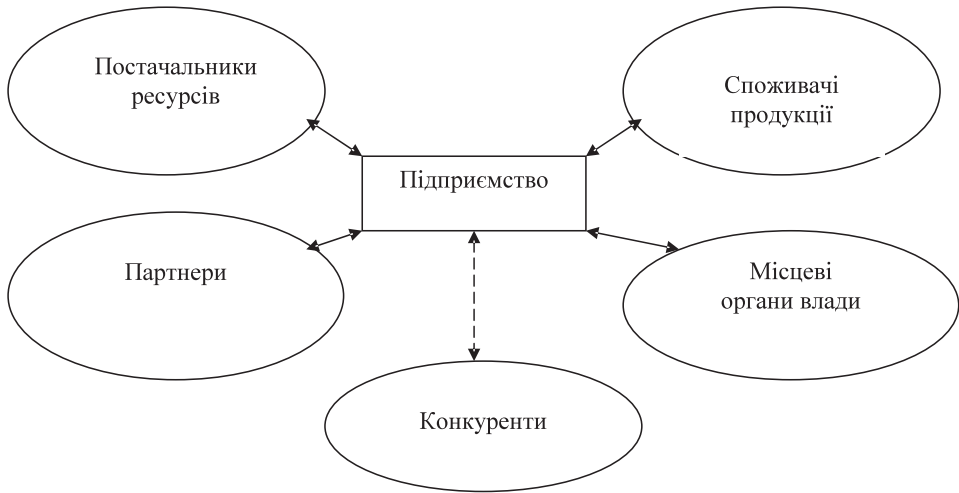 Постачальники
ресурсів
Споживачі
продукції
Підприємство
Партнери
Місцеві
органи влади
Конкуренти